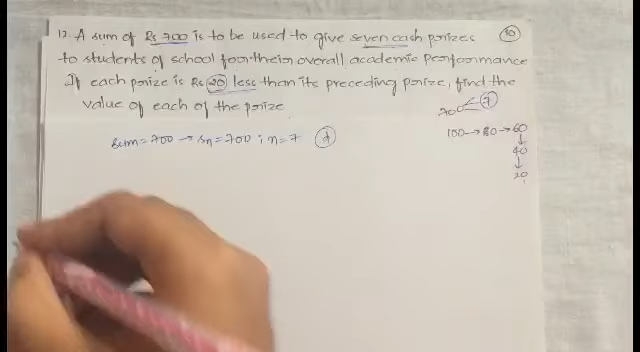 12. A sum of Rs 700 is to be used to give seven cash prizes
to students of school for their overall academic performance
If each prize is Rs 20 less than its preceding prize, find the
value of each of the prize
10
700 7
100 → 80 → 60
↓
40
↓
20
Sum = 700 → Sn = 700 ; n = 7